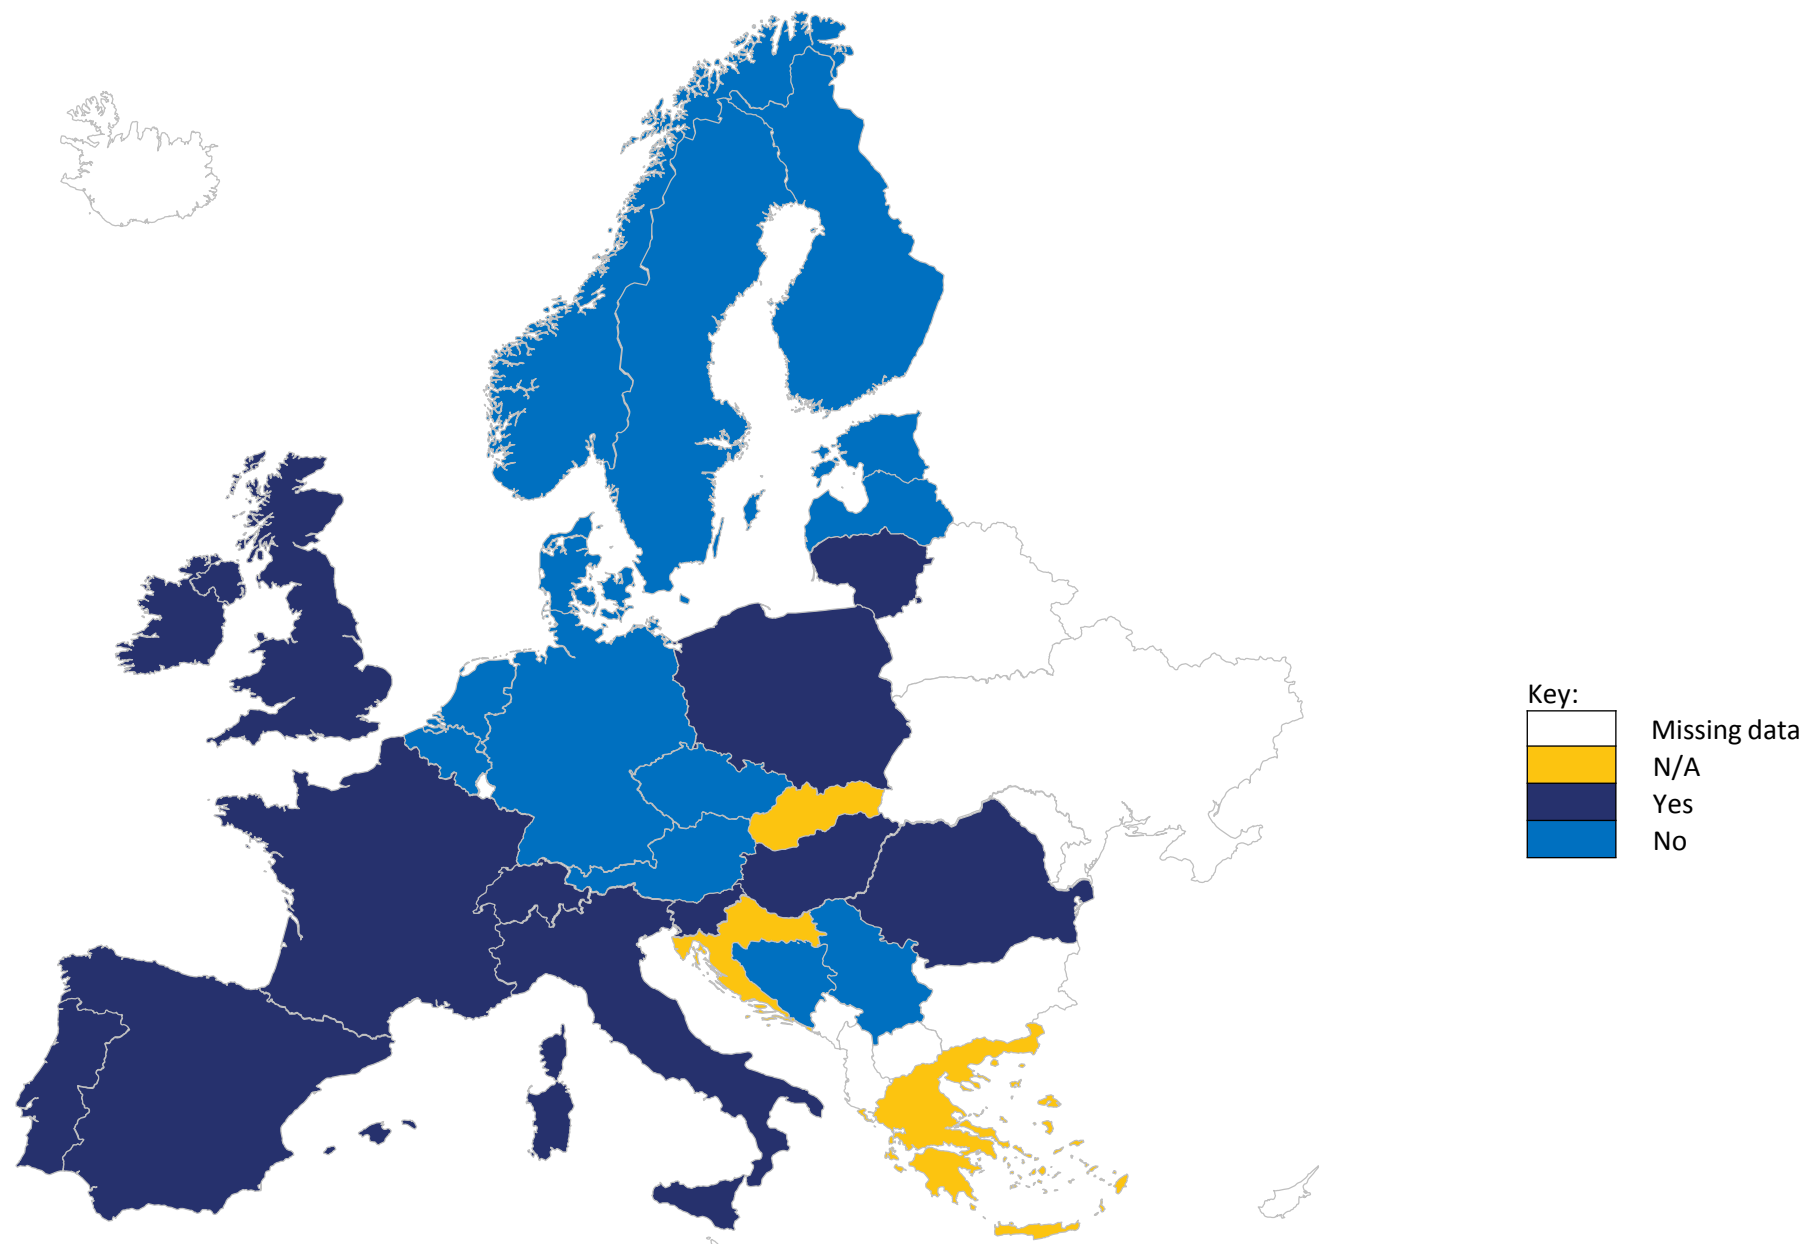 Key:
Missing data
N/A
Yes
No